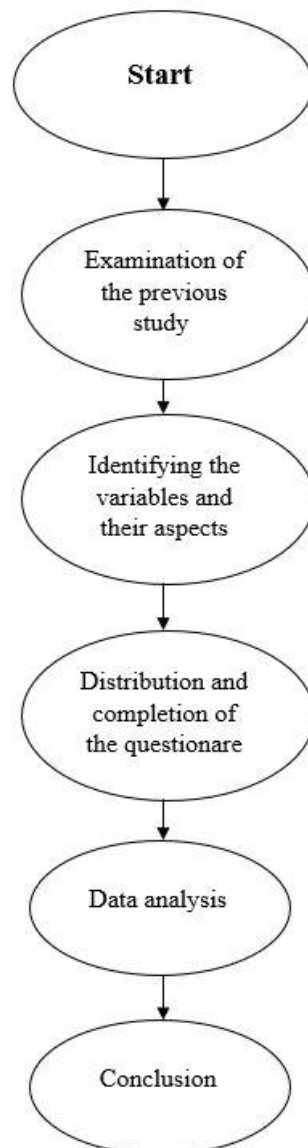 Start
Examination of
the previous
study
Identifying the
variables and
their aspects
Distribution and
completion of
the questionare
Data analysis
Conclusion